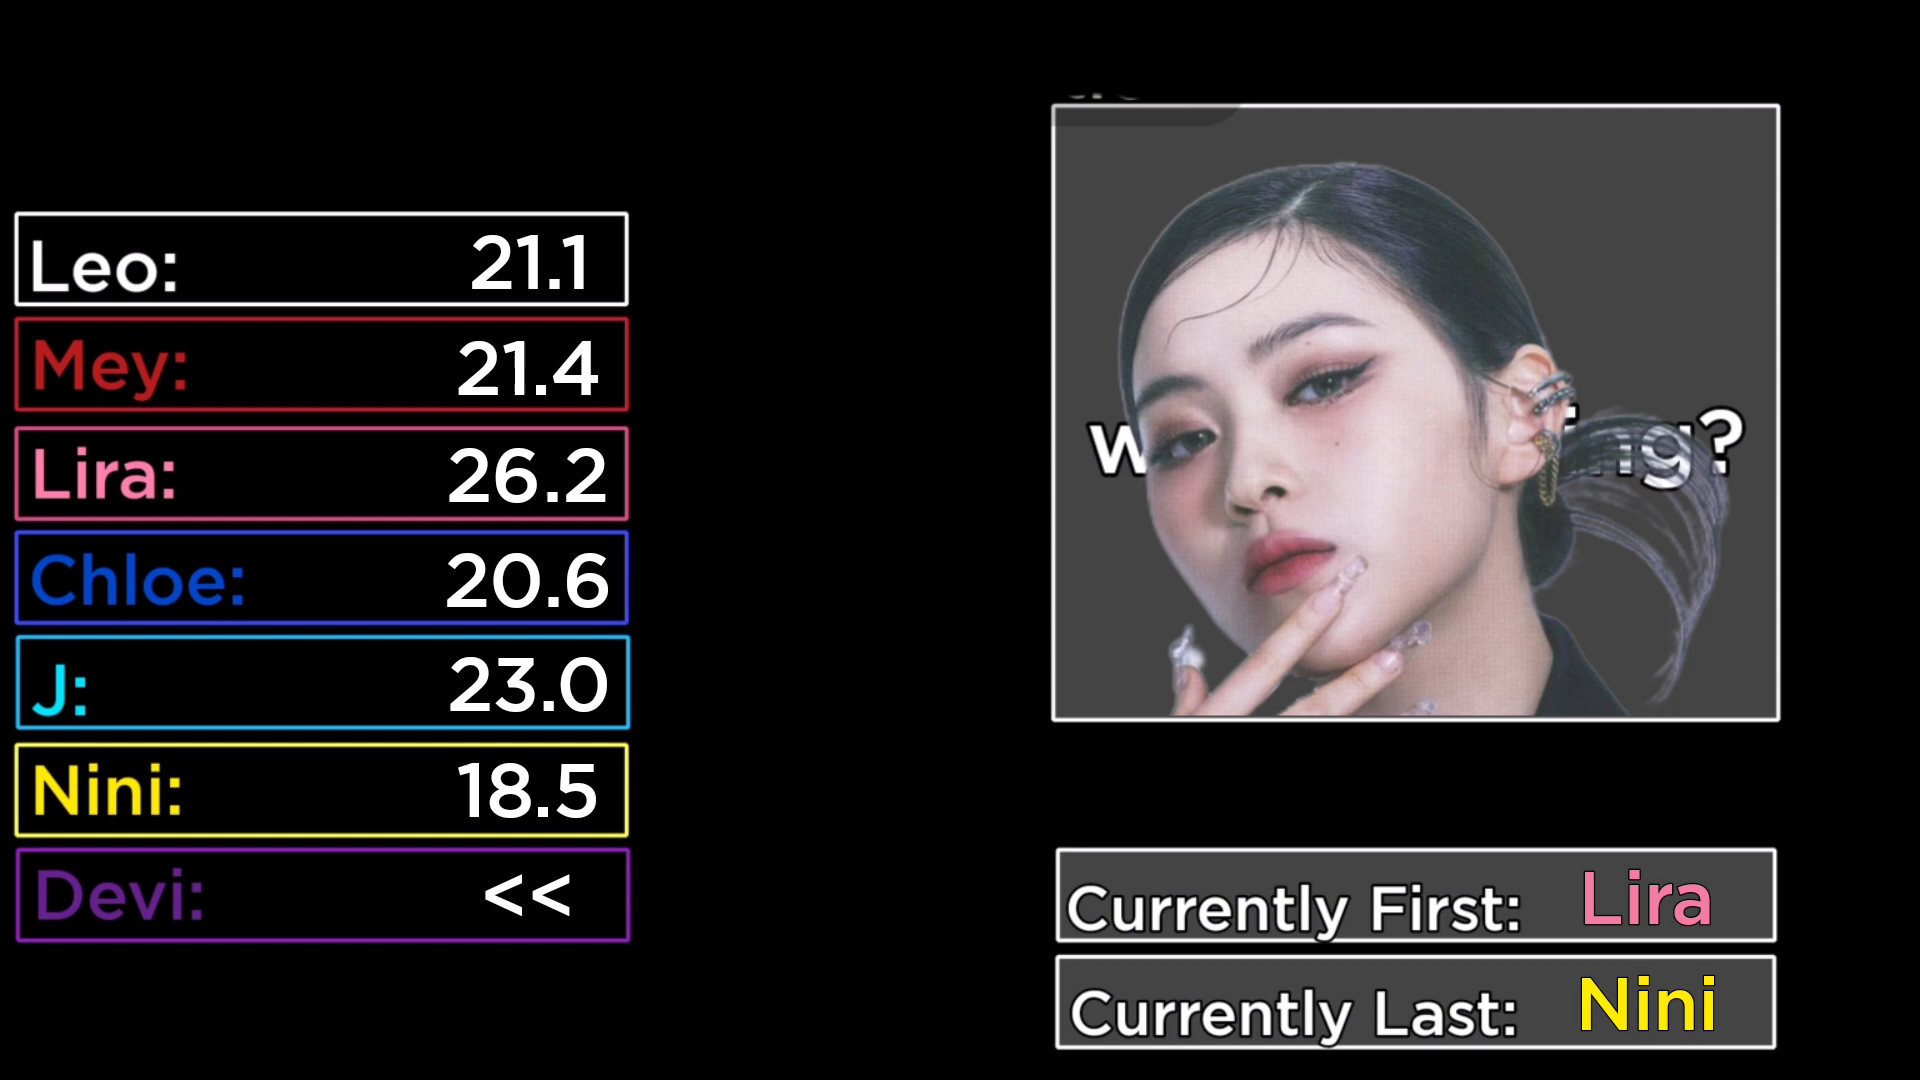 Leo: 21.1
Mey: 21.4
Lira: 26.2
Chloe: 20.6
J: 23.0
Nini: 18.5
Devi: <<
Currently First: Lira
Currently Last: Nini